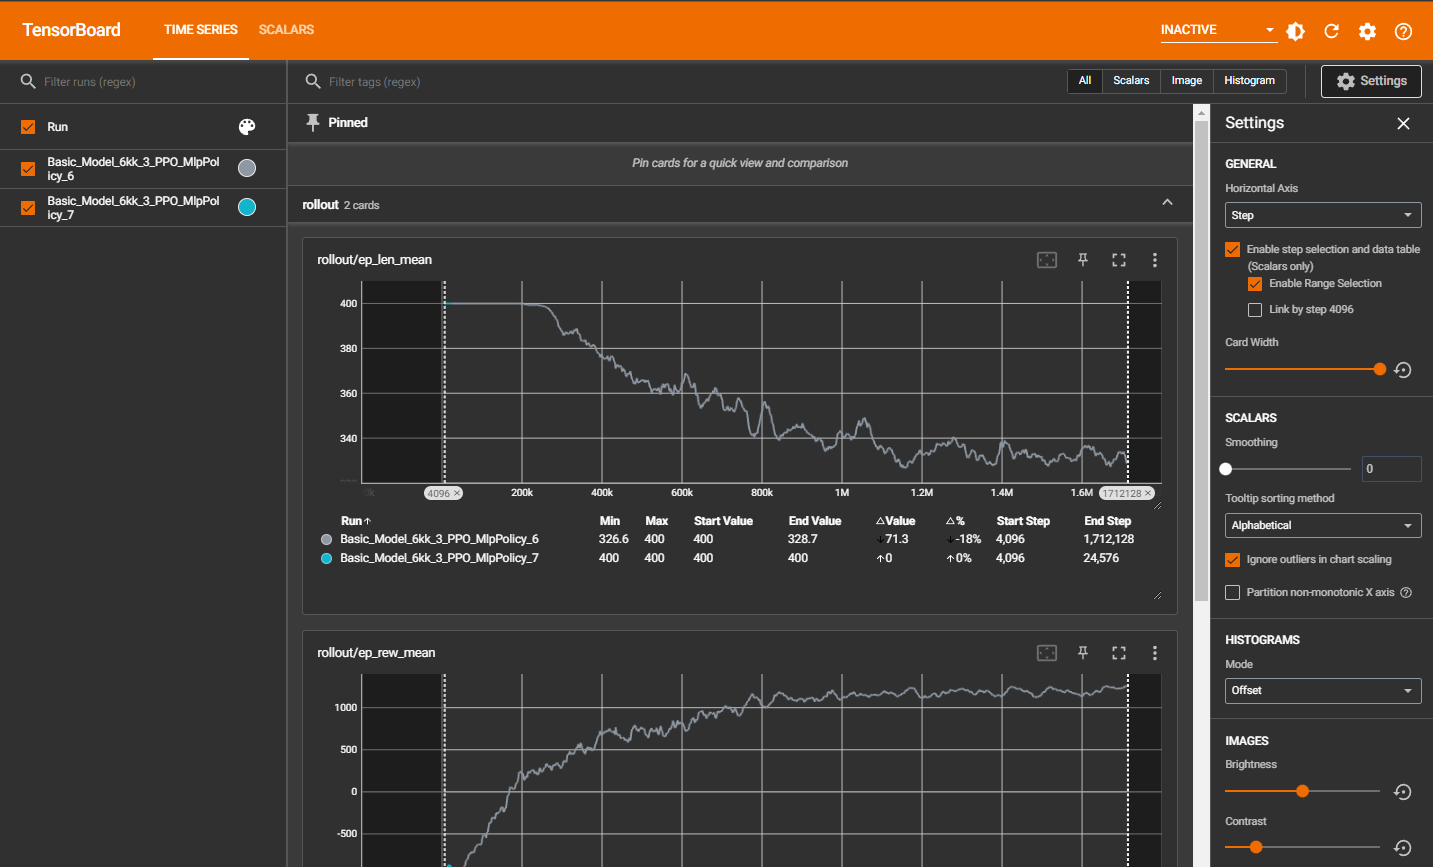 TensorBoard
TIME SERIES
SCALARS
INACTIVE
Filter runs (regex)
Filter tags (regex)
All
Scalars
Image
Histogram
Settings
Run
Basic_Model_6kk_3_PPO_MlpPol
icy_6
Basic_Model_6kk_3_PPO_MlpPol
icy_7
Pinned
Pin cards for a quick view and comparison
rollout 2 cards
rollout/ep_len_mean
400
380
360
340
4096 ×
200k
400k
600k
800k
1M
1.2M
1.4M
1.6M
1712128 ×
Run↑ Min Max Start Value End Value △Value △% Start Step End Step
Basic_Model_6kk_3_PPO_MlpPolicy_6 326.6 400 400 328.7 ↓71.3 ↓-18% 4,096 1,712,128
Basic_Model_6kk_3_PPO_MlpPolicy_7 400 400 400 400 ↑0 ↑0% 4,096 24,576
rollout/ep_rew_mean
1000
500
0
-500
Settings
GENERAL
Horizontal Axis
Step
Enable step selection and data table
(Scalars only)
Enable Range Selection
Link by step 4096
Card Width
SCALARS
Smoothing
0
Tooltip sorting method
Alphabetical
Ignore outliers in chart scaling
Partition non-monotonic X axis
HISTOGRAMS
Mode
Offset
IMAGES
Brightness
Contrast